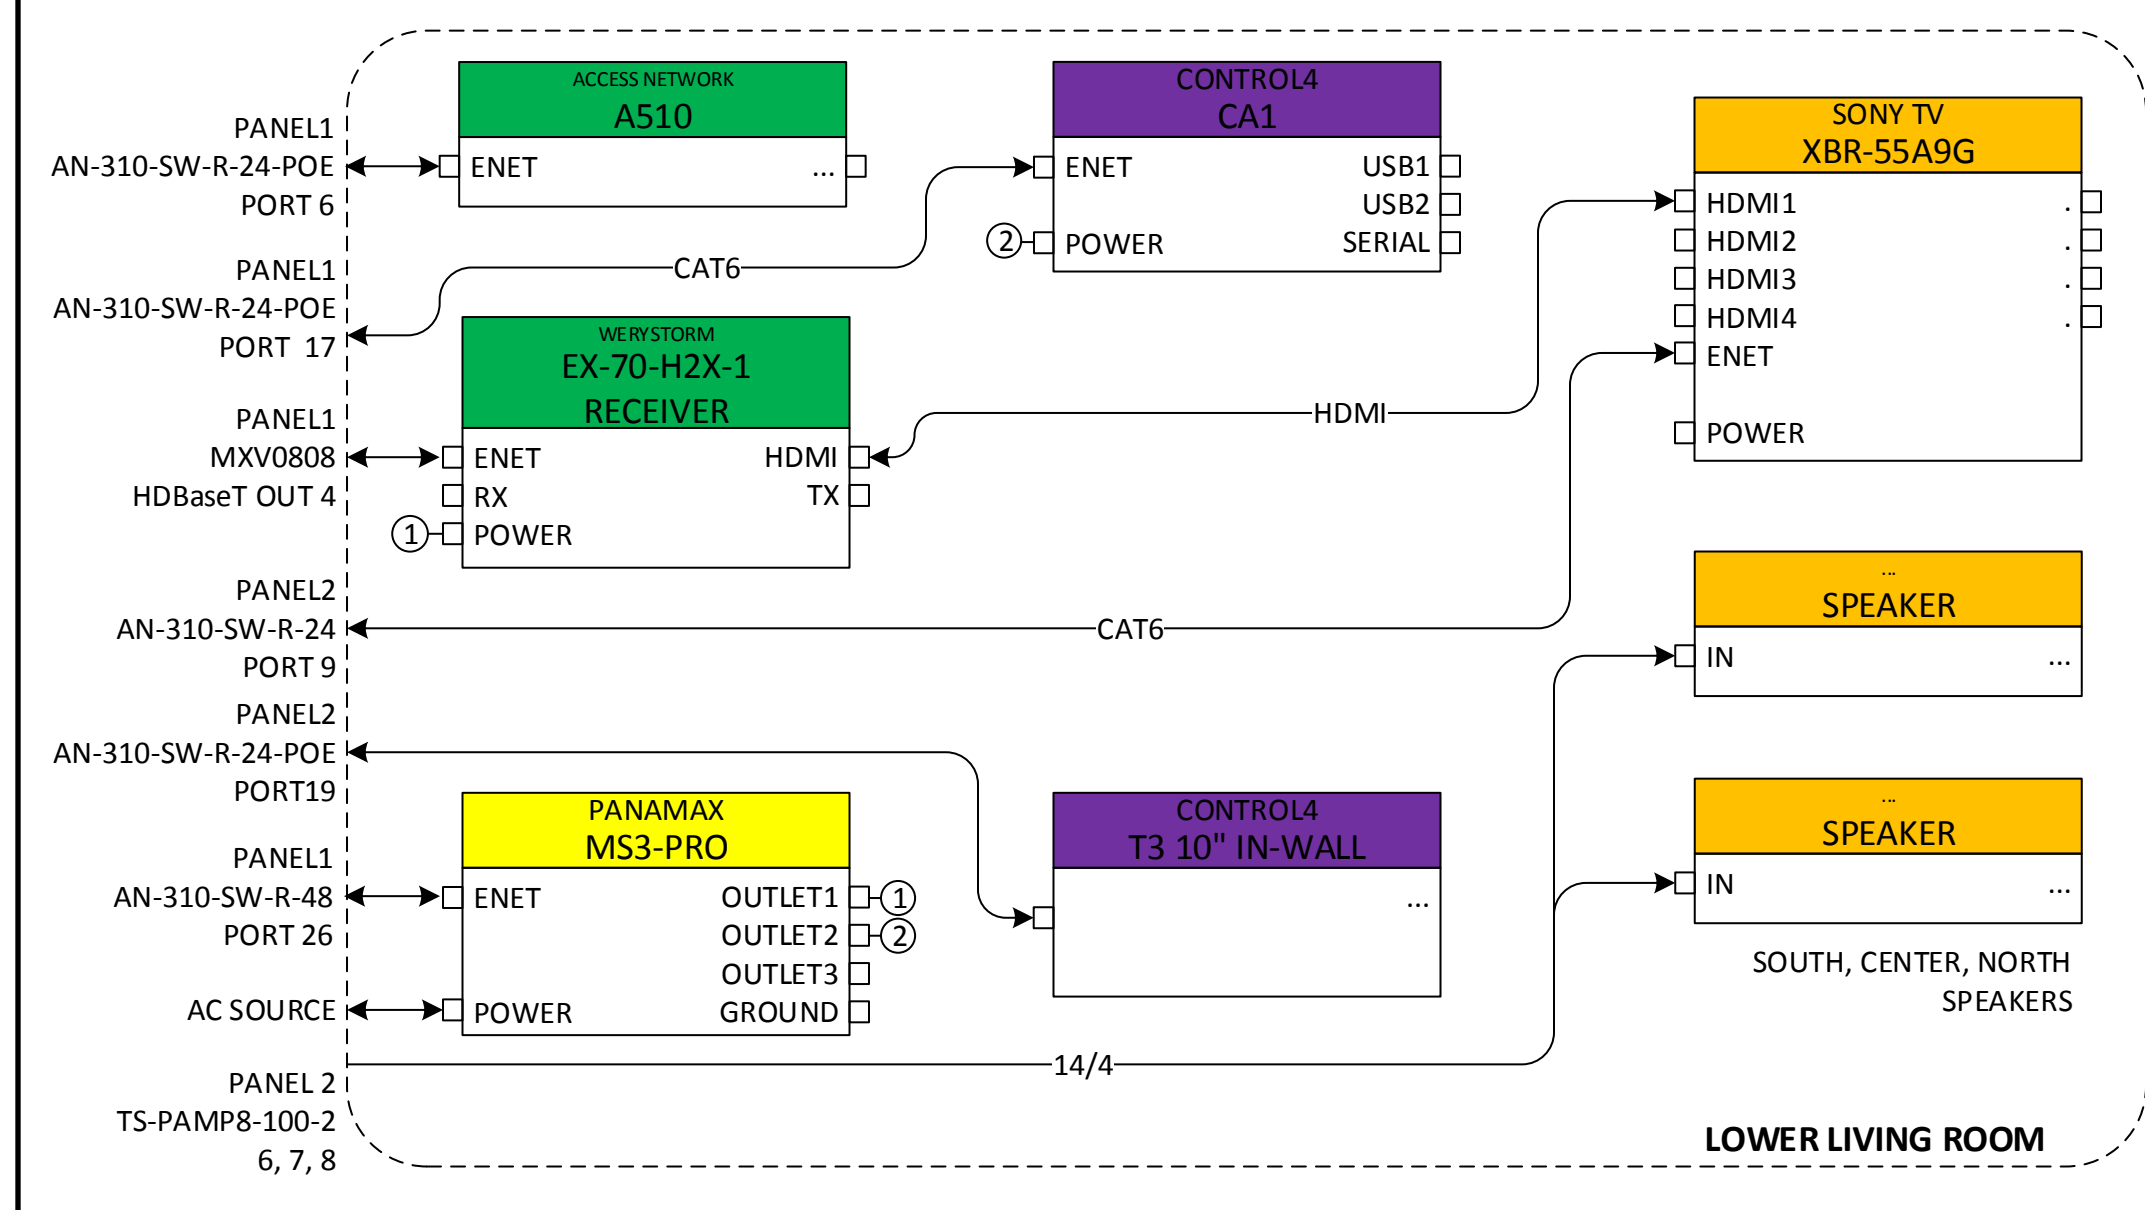 PANEL1
AN-310-SW-R-24-POE
PORT 6
PANEL1
AN-310-SW-R-24-POE
PORT 17
PANEL1
MXV0808
HDBaseT OUT 4
PANEL2
AN-310-SW-R-24
PORT 9
PANEL2
AN-310-SW-R-24-POE
PORT19
PANEL1
AN-310-SW-R-48
PORT 26
AC SOURCE
PANEL 2
TS-PAMP8-100-2
6, 7, 8
ACCESS NETWORK
A510
ENET ...
CAT6
WERYSTORM
EX-70-H2X-1
RECEIVER
ENET HDMI
RX TX
1 POWER
CAT6
PANAMAX
MS3-PRO
ENET OUTLET1 1
OUTLET2 2
OUTLET3
POWER GROUND
14/4
CONTROL4
CA1
ENET USB1
USB2
2 POWER SERIAL
HDMI
CONTROL4
T3 10" IN-WALL
...
SONY TV
XBR-55A9G
HDMI1 .
HDMI2 .
HDMI3 .
HDMI4 .
ENET
POWER
...
SPEAKER
IN ...
...
SPEAKER
IN ...
SOUTH, CENTER, NORTH
SPEAKERS
LOWER LIVING ROOM